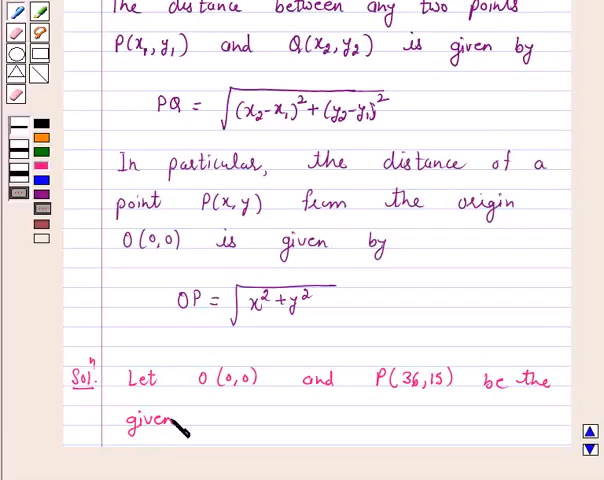 The distance between any two points
P(x₁,y₁) and Q(x₂,y₂) is given by
PQ = √(x₂-x₁)²+(y₂-y₁)²
In particular, the distance of a
point P(x,y) from the origin
O(0,0) is given by
OP = √x²+y²
Solⁿ. Let O(0,0) and P(36,15) be the
given